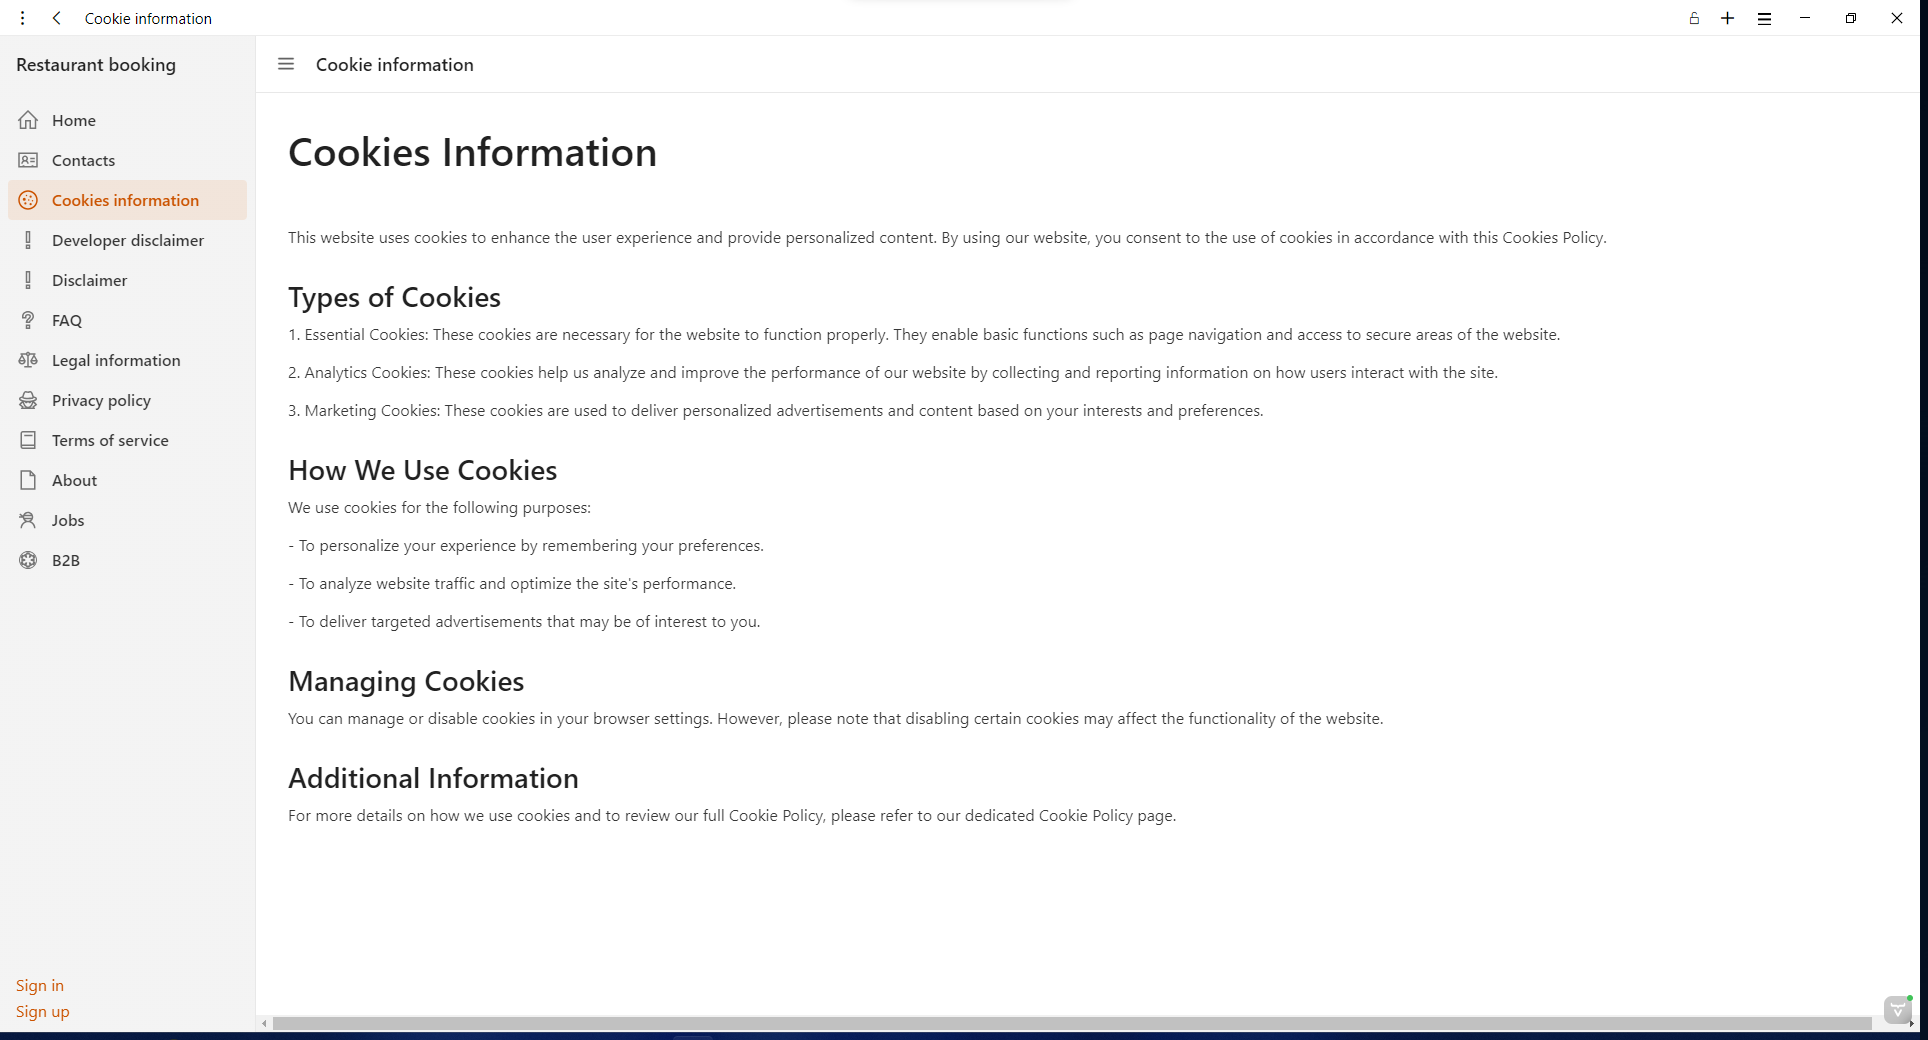 Cookie information
Restaurant booking
Home
Contacts
Cookies information
Developer disclaimer
Disclaimer
FAQ
Legal information
Privacy policy
Terms of service
About
Jobs
B2B
Sign in
Sign up
Cookie information
Cookies Information
This website uses cookies to enhance the user experience and provide personalized content. By using our website, you consent to the use of cookies in accordance with this Cookies Policy.
Types of Cookies
1. Essential Cookies: These cookies are necessary for the website to function properly. They enable basic functions such as page navigation and access to secure areas of the website.
2. Analytics Cookies: These cookies help us analyze and improve the performance of our website by collecting and reporting information on how users interact with the site.
3. Marketing Cookies: These cookies are used to deliver personalized advertisements and content based on your interests and preferences.
How We Use Cookies
We use cookies for the following purposes:
- To personalize your experience by remembering your preferences.
- To analyze website traffic and optimize the site's performance.
- To deliver targeted advertisements that may be of interest to you.
Managing Cookies
You can manage or disable cookies in your browser settings. However, please note that disabling certain cookies may affect the functionality of the website.
Additional Information
For more details on how we use cookies and to review our full Cookie Policy, please refer to our dedicated Cookie Policy page.